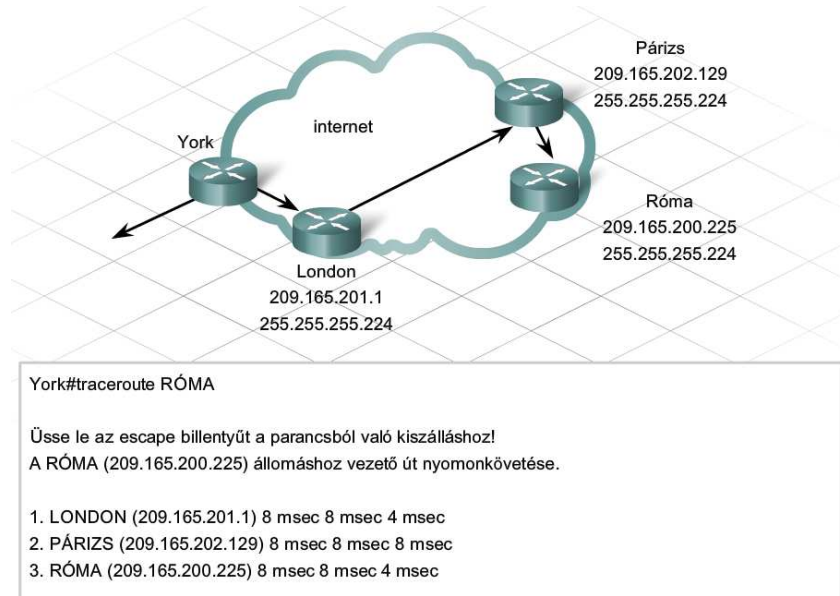 Párizs
209.165.202.129
255.255.255.224
internet
York
Róma
209.165.200.225
255.255.255.224
London
209.165.201.1
255.255.255.224
York#traceroute RÓMA
Üsse le az escape billentyűt a parancsból való kiszálláshoz!
A RÓMA (209.165.200.225) állomáshoz vezető út nyomonkövetése.
1. LONDON (209.165.201.1) 8 msec 8 msec 4 msec
2. PÁRIZS (209.165.202.129) 8 msec 8 msec 8 msec
3. RÓMA (209.165.200.225) 8 msec 8 msec 4 msec